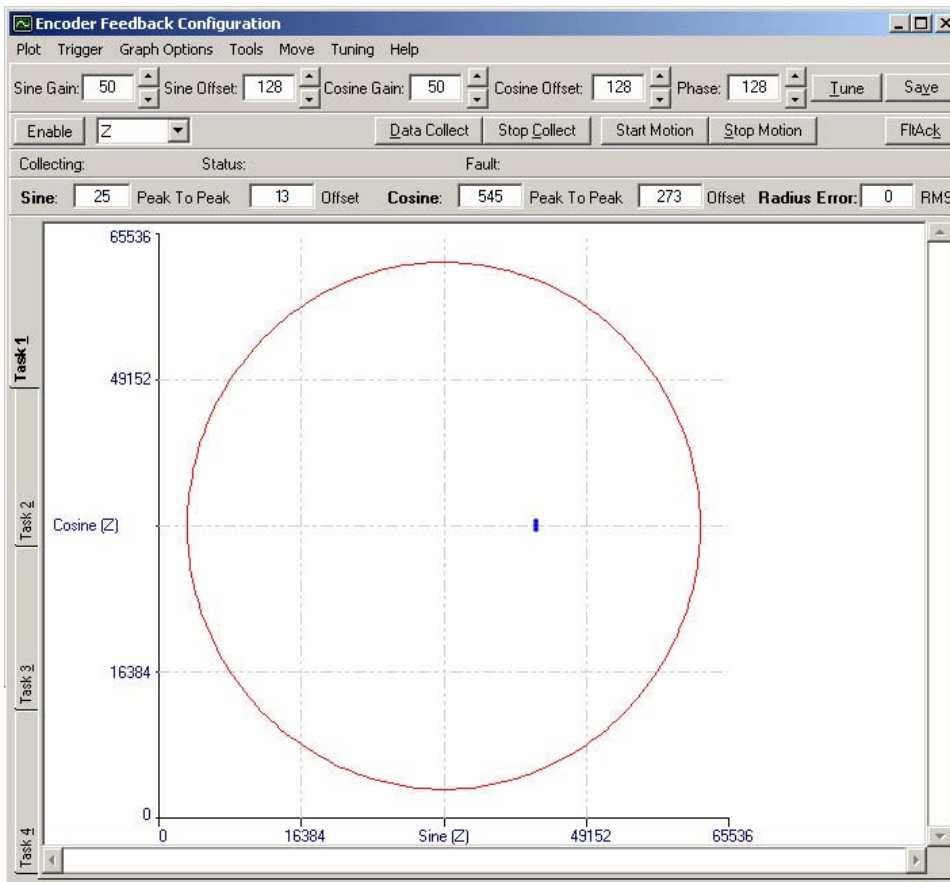 Encoder Feedback Configuration
Plot Trigger Graph Options Tools Move Tuning Help
Sine Gain: 50 Sine Offset: 128 Cosine Gain: 50 Cosine Offset: 128 Phase: 128 Tune Save
Enable Z Data Collect Stop Collect Start Motion Stop Motion FltAck
Collecting: Status: Fault:
Sine: 25 Peak To Peak 13 Offset Cosine: 545 Peak To Peak 273 Offset Radius Error: 0 RMS
65536
Task 1
49152
Task 2
Cosine (Z)
Task 3
16384
Task 4
0
0 16384 Sine (Z) 49152 65536